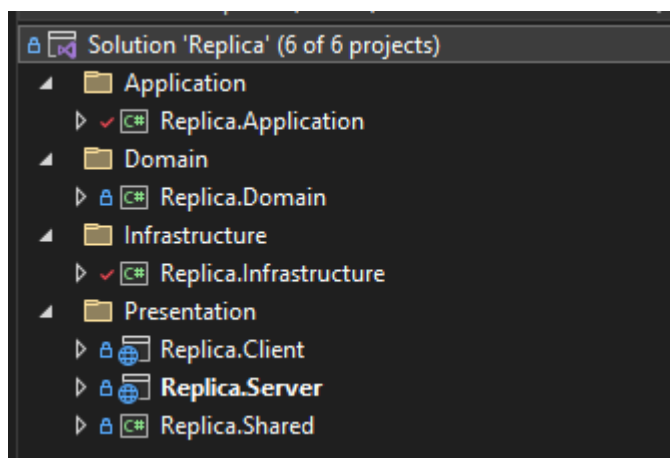 Solution 'Replica' (6 of 6 projects)
Application
C# Replica.Application
Domain
C# Replica.Domain
Infrastructure
C# Replica.Infrastructure
Presentation
Replica.Client
Replica.Server
C# Replica.Shared